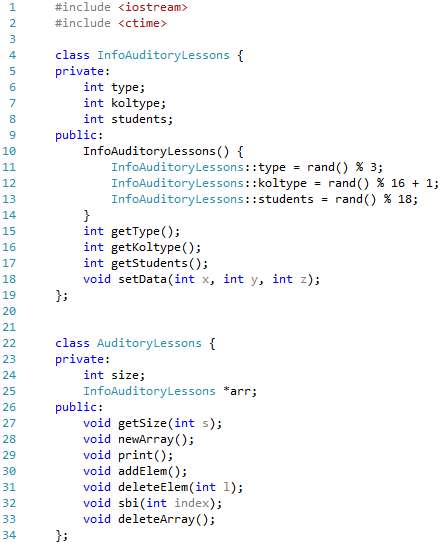 1 #include <iostream>
2 #include <ctime>
3
4 class InfoAuditoryLessons {
5 private:
6     int type;
7     int koltype;
8     int students;
9 public:
10     InfoAuditoryLessons() {
11         InfoAuditoryLessons::type = rand() % 3;
12         InfoAuditoryLessons::koltype = rand() % 16 + 1;
13         InfoAuditoryLessons::students = rand() % 18;
14     }
15     int getType();
16     int getKoltype();
17     int getStudents();
18     void setData(int x, int y, int z);
19 };
20
21
22 class AuditoryLessons {
23 private:
24     int size;
25     InfoAuditoryLessons *arr;
26 public:
27     void getSize(int s);
28     void newArray();
29     void print();
30     void addElem();
31     void deleteElem(int l);
32     void sbi(int index);
33     void deleteArray();
34 };